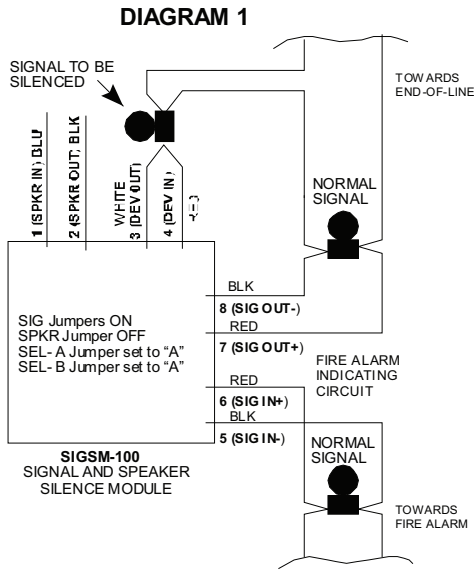 DIAGRAM 1
SIGNAL TO BE
SILENCED
TOWARDS
END-OF-LINE
1 (SPKR IN) BLU
2 (SPKR OUT) BLK
WHITE
3 (DEV OUT)
4 (DEV IN)
RED
NORMAL
SIGNAL
BLK
8 (SIG OUT-)
RED
7 (SIG OUT+)
SIG Jumpers ON
SPKR Jumper OFF
SEL- A Jumper set to “A”
SEL- B Jumper set to “A”
FIRE ALARM
INDICATING
CIRCUIT
RED
6 (SIG IN+)
BLK
5 (SIG IN-)
SIGSM-100
SIGNAL AND SPEAKER
SILENCE MODULE
NORMAL
SIGNAL
TOWARDS
FIRE ALARM